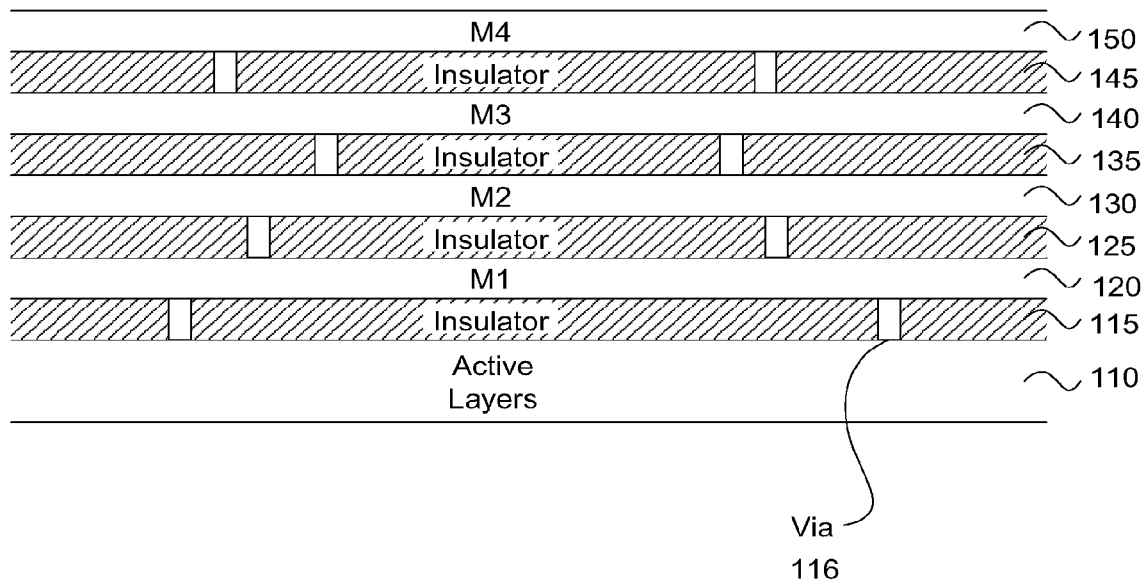 M4
150
Insulator
145
M3
140
Insulator
135
M2
130
Insulator
125
M1
120
Insulator
115
Active
Layers
110
Via
116